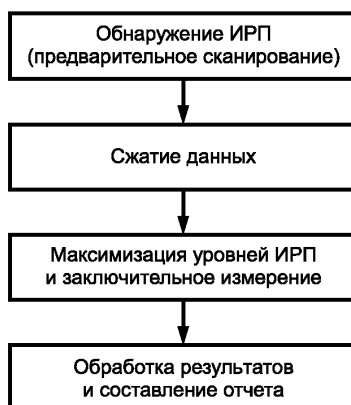 Обнаружение ИРП
(предварительное сканирование)
Сжатие данных
Максимизация уровней ИРП
и заключительное измерение
Обработка результатов
и составление отчета